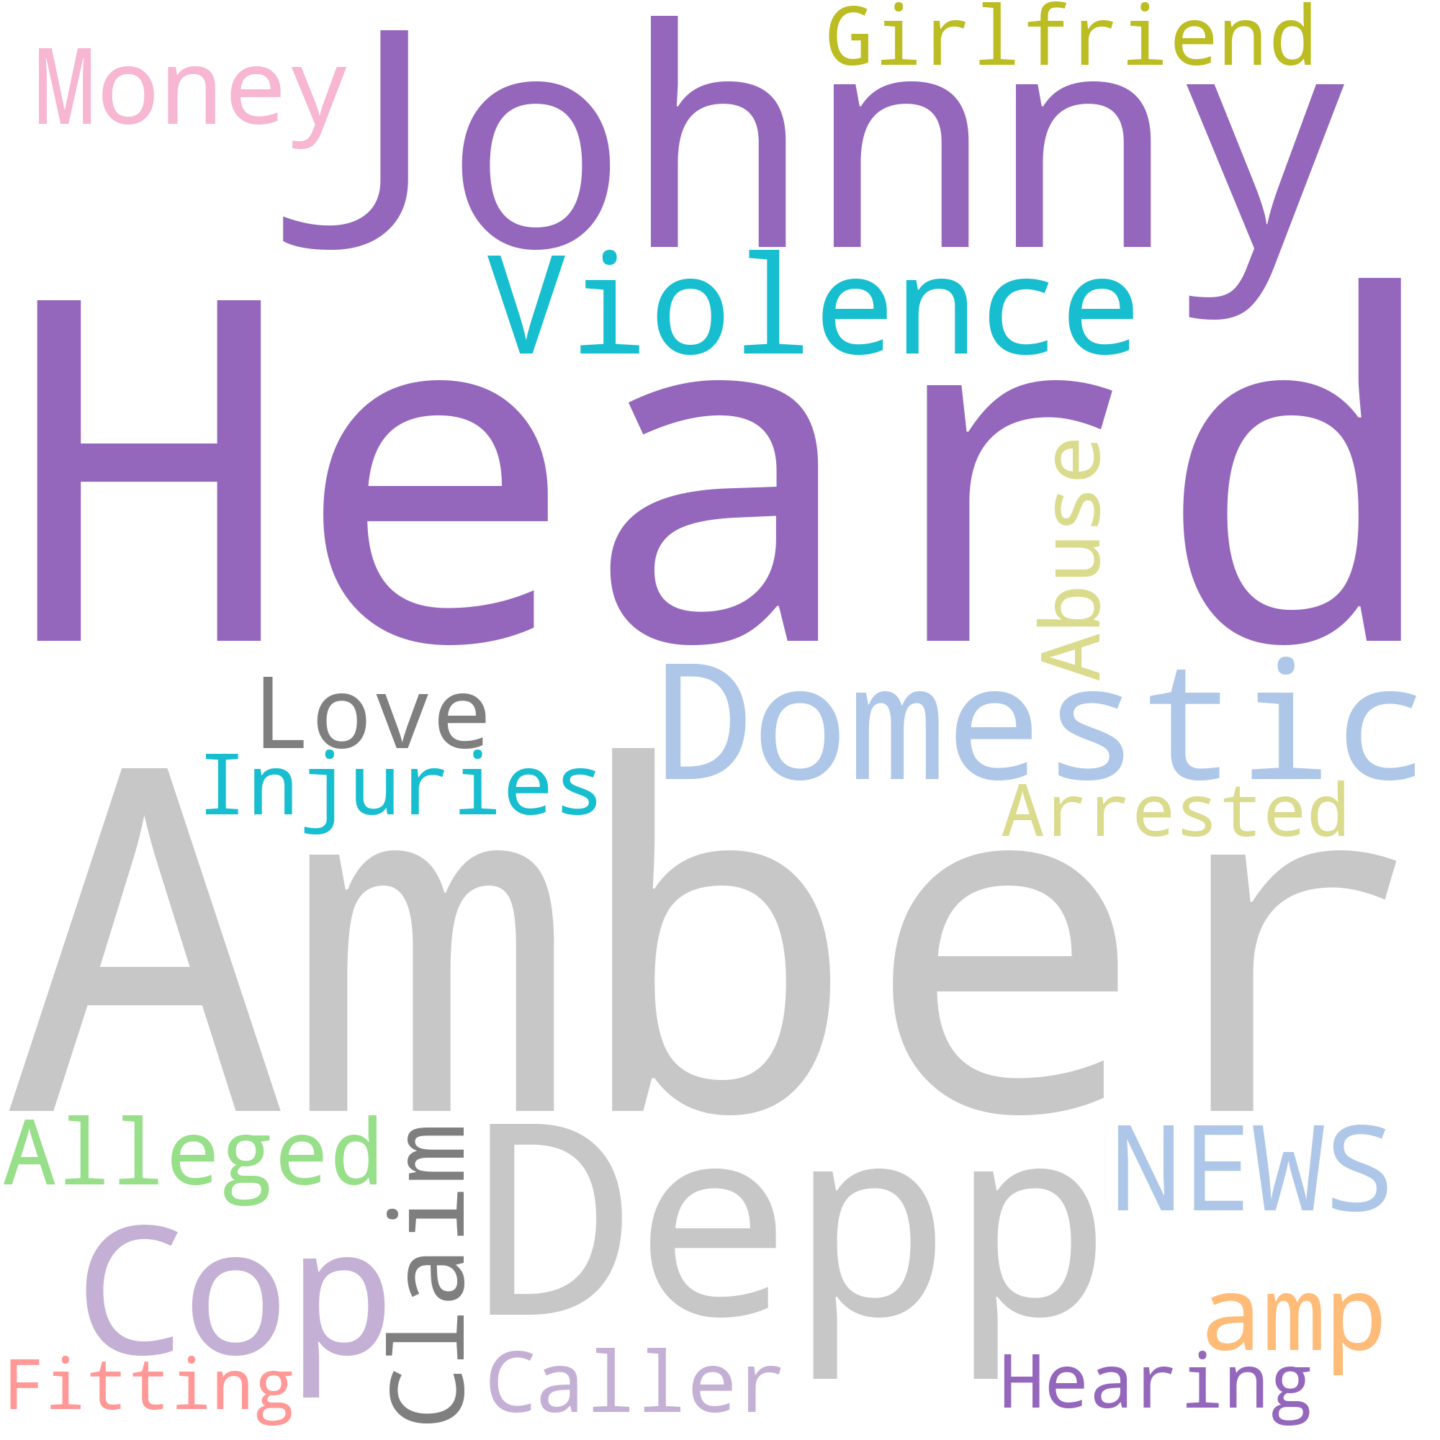 Girlfriend
Money
Johnny
Violence
Heard
Abuse
Love
Domestic
Injuries
Arrested
Amber
Alleged
Claim
Depp
NEWS
Cop
amp
Fitting
Caller
Hearing